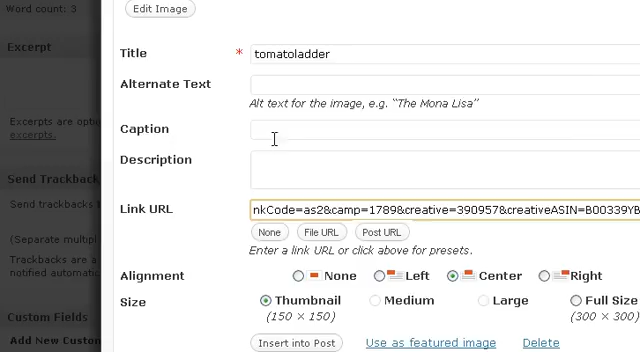 Word count: 3
Edit Image
Excerpt
Title * tomatoladder
Alternate Text
Alt text for the image, e.g. “The Mona Lisa”
Excerpts are
excerpts.
Caption
Description
Send Trackback
Send trackbacks
Link URL nkCode=as2&camp=1789&creative=390957&creativeASIN=B00339YB
None File URL Post URL
(Separate multipl
Enter a link URL or click above for presets.
Trackbacks are a
notified automatic
Alignment None Left Center Right
Size Thumbnail Medium Large Full Size
(150 × 150) (300 × 300)
Custom Fields
Add New Custom
Insert into Post Use as featured image Delete